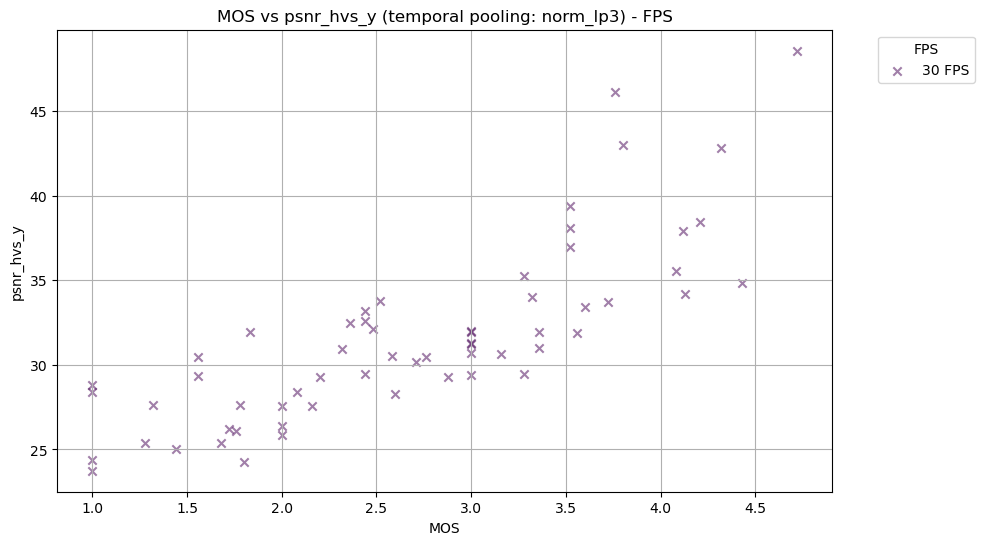 MOS vs psnr_hvs_y (temporal pooling: norm_lp3) - FPS
FPS
30 FPS
psnr_hvs_y
45
40
35
30
25
1.0 1.5 2.0 2.5 3.0 3.5 4.0 4.5
MOS